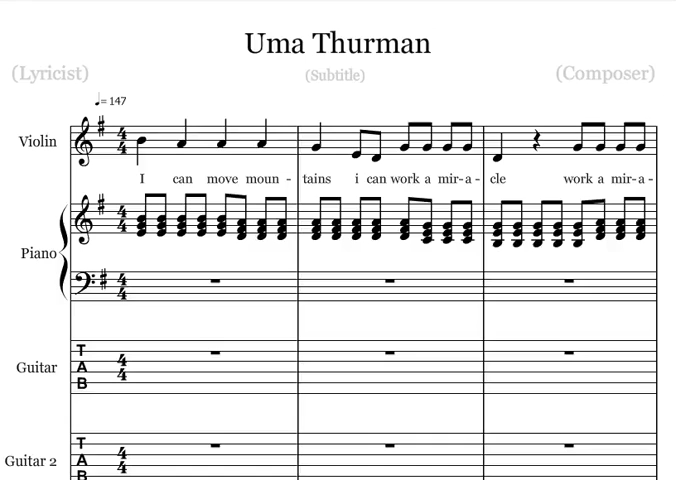 Uma Thurman
(Lyricist) (Subtitle) (Composer)
♩= 147
Violin
I can move moun - tains i can work a mir-a- cle work a mir-a-
Piano
Guitar
T
A
B
Guitar 2
T
A
B